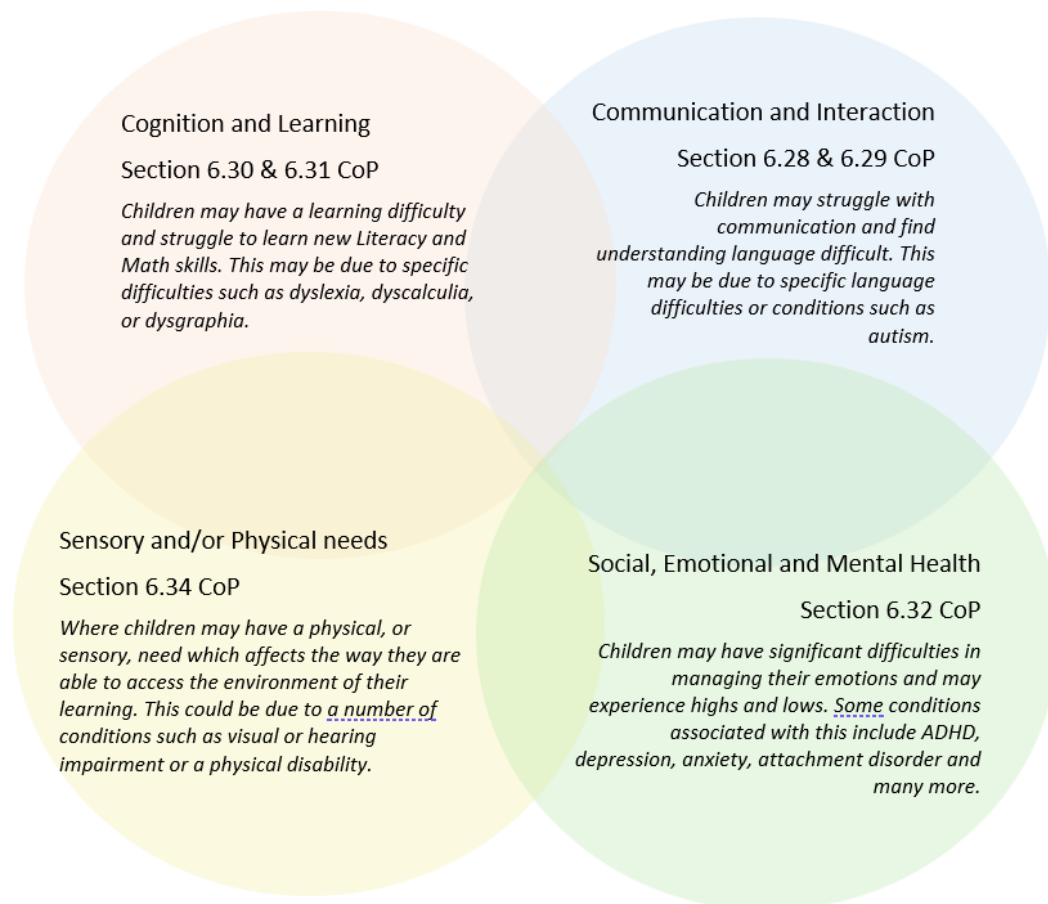 Cognition and Learning
Section 6.30 & 6.31 CoP
Children may have a learning difficulty
and struggle to learn new Literacy and
Math skills. This may be due to specific
difficulties such as dyslexia, dyscalculia,
or dysgraphia.
Communication and Interaction
Section 6.28 & 6.29 CoP
Children may struggle with
communication and find
understanding language difficult. This
may be due to specific language
difficulties or conditions such as
autism.
Sensory and/or Physical needs
Section 6.34 CoP
Where children may have a physical, or
sensory, need which affects the way they are
able to access the environment of their
learning. This could be due to a number of
conditions such as visual or hearing
impairment or a physical disability.
Social, Emotional and Mental Health
Section 6.32 CoP
Children may have significant difficulties in
managing their emotions and may
experience highs and lows. Some conditions
associated with this include ADHD,
depression, anxiety, attachment disorder and
many more.